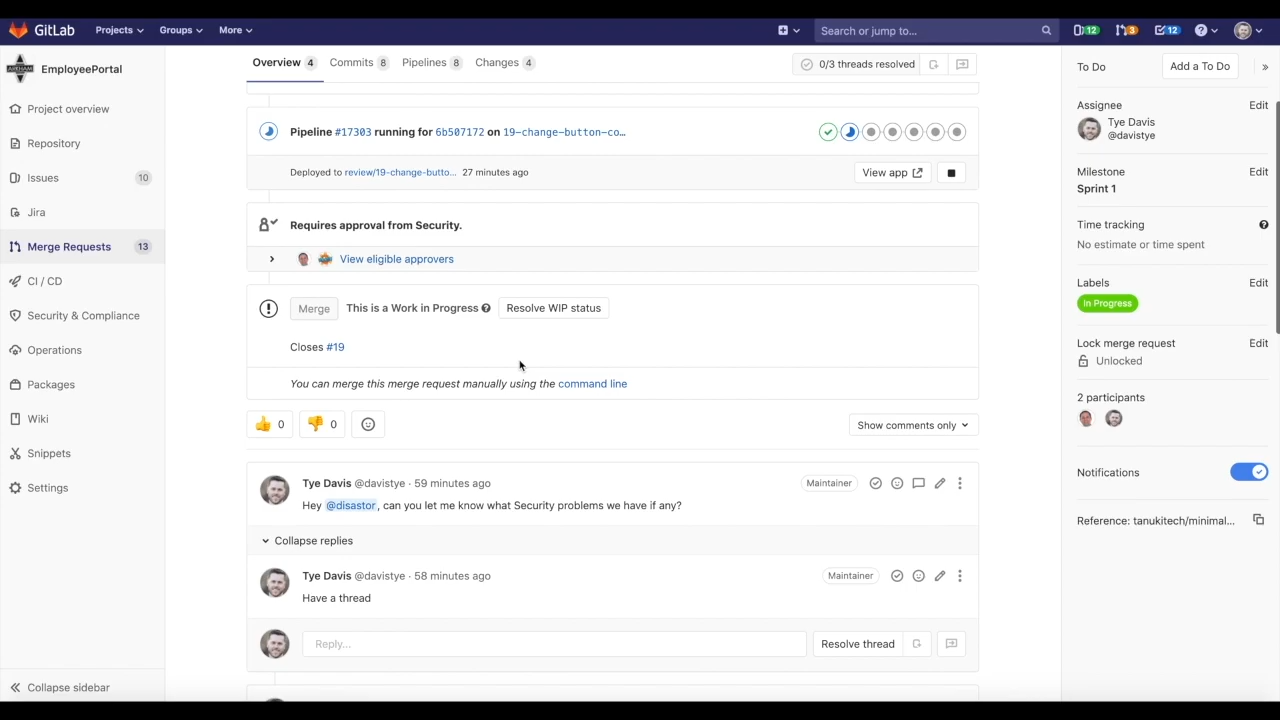 GitLab Projects Groups More Search or jump to... 12 3 12
EmployeePortal
Project overview
Repository
Issues 10
Jira
Merge Requests 13
CI / CD
Security & Compliance
Operations
Packages
Wiki
Snippets
Settings
Collapse sidebar
Overview 4 Commits 8 Pipelines 8 Changes 4 0/3 threads resolved
Pipeline #17303 running for 6b507172 on 19-change-button-co...
Deployed to review/19-change-butto... 27 minutes ago View app
Requires approval from Security.
View eligible approvers
Merge This is a Work in Progress Resolve WIP status
Closes #19
You can merge this merge request manually using the command line
0 0 Show comments only
Tye Davis @davistye · 59 minutes ago Maintainer
Hey @disastor, can you let me know what Security problems we have if any?
Collapse replies
Tye Davis @davistye · 58 minutes ago Maintainer
Have a thread
Reply... Resolve thread
To Do Add a To Do
Assignee Edit
Tye Davis
@davistye
Milestone Edit
Sprint 1
Time tracking
No estimate or time spent
Labels Edit
In Progress
Lock merge request Edit
Unlocked
2 participants
Notifications
Reference: tanukitech/minimal...